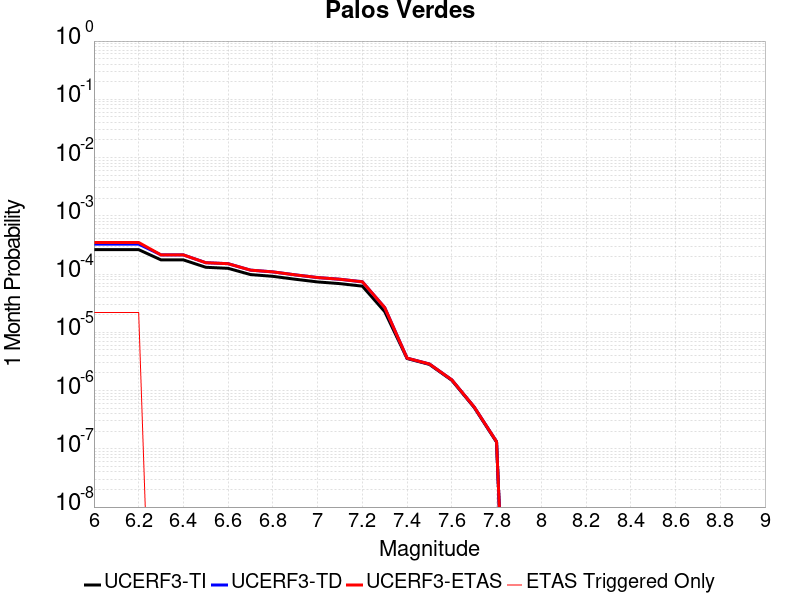 Palos Verdes
10^0
10^-1
10^-2
10^-3
10^-4
10^-5
10^-6
10^-7
10^-8
1 Month Probability
6 6.2 6.4 6.6 6.8 7 7.2 7.4 7.6 7.8 8 8.2 8.4 8.6 8.8 9
Magnitude
UCERF3-TI UCERF3-TD UCERF3-ETAS ETAS Triggered Only